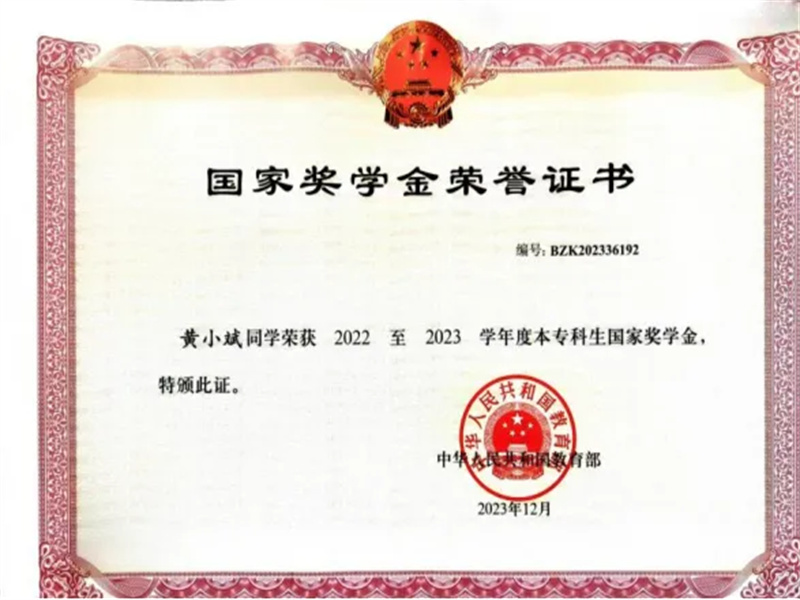 国家奖学金荣誉证书
编号: BZK202336192
黄小斌同学荣获 2022 至 2023 学年度本专科生国家奖学金，
特颁此证。
中华人民共和国教育部
中华人民共和国教育部
2023年12月